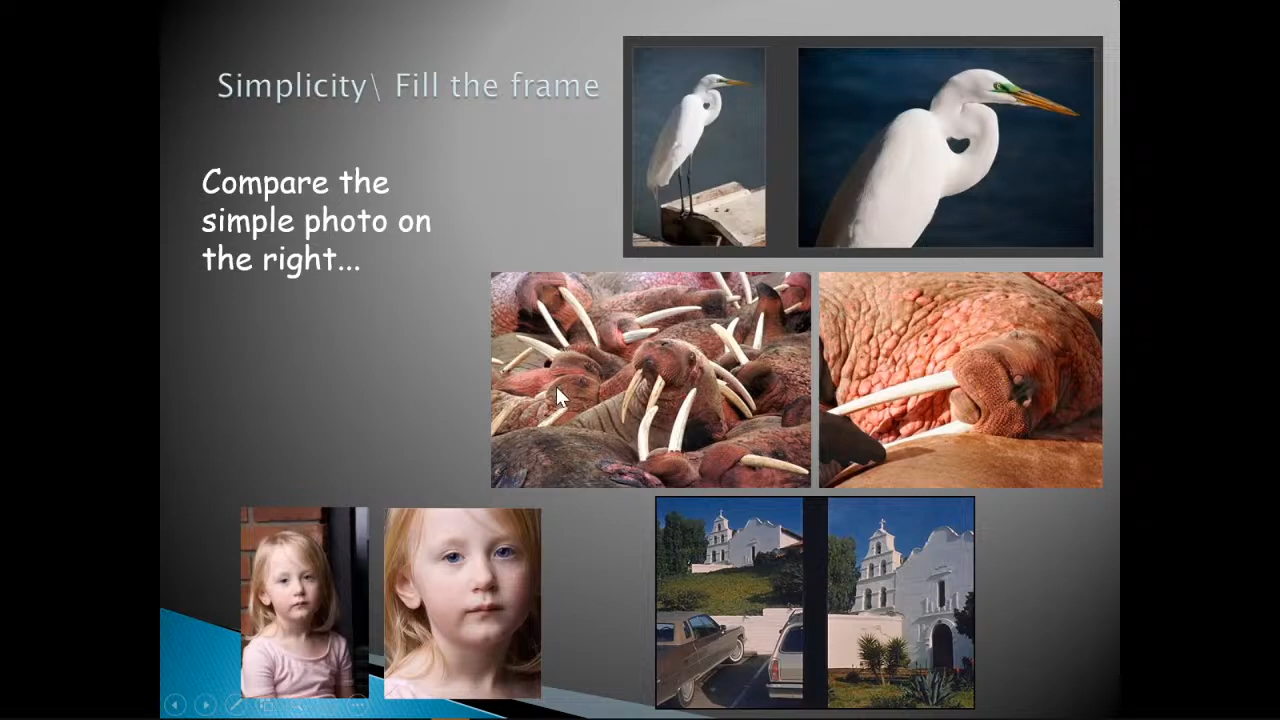 Simplicity\ Fill the frame
Compare the
simple photo on
the right...